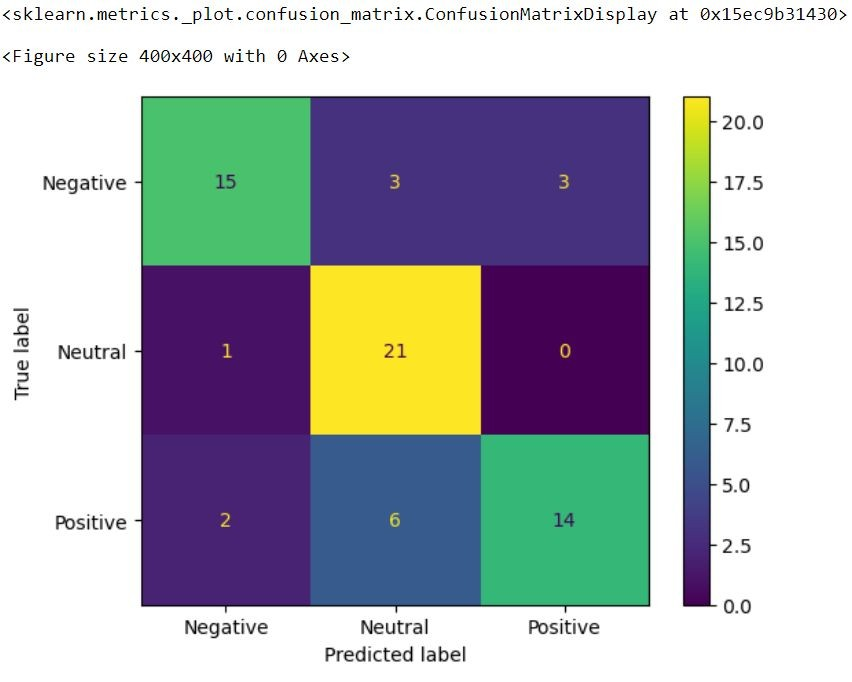 <sklearn.metrics._plot.confusion_matrix.ConfusionMatrixDisplay at 0x15ec9b31430>
<Figure size 400x400 with 0 Axes>
Negative 15 3 3
Neutral 1 21 0
Positive 2 6 14
Negative Neutral Positive
Predicted label
True label
20.0
17.5
15.0
12.5
10.0
7.5
5.0
2.5
0.0